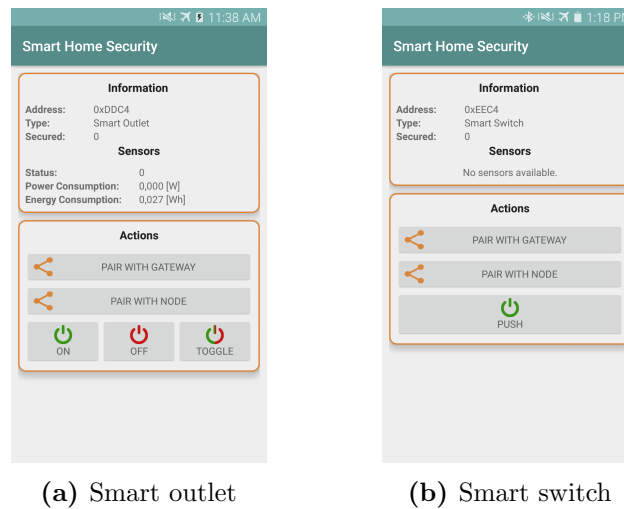 11:38 AM
Smart Home Security
Information
Address: 0xDDC4
Type: Smart Outlet
Secured: 0
Sensors
Status: 0
Power Consumption: 0,000 [W]
Energy Consumption: 0,027 [Wh]
Actions
PAIR WITH GATEWAY
PAIR WITH NODE
ON OFF TOGGLE
(a) Smart outlet
1:18 PM
Smart Home Security
Information
Address: 0xEEC4
Type: Smart Switch
Secured: 0
Sensors
No sensors available.
Actions
PAIR WITH GATEWAY
PAIR WITH NODE
PUSH
(b) Smart switch